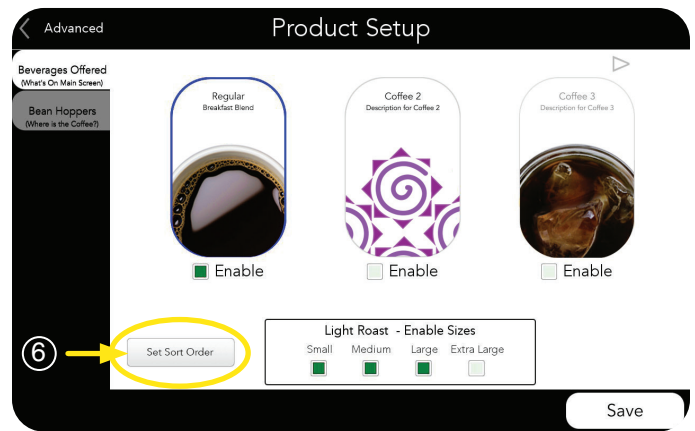 Advanced
Product Setup
Beverages Offered
(What's On Main Screen)
Bean Hoppers
(Where is the Coffee?)
Regular
Breakfast Blend
Coffee 2
Description for Coffee 2
Coffee 3
Description for Coffee 3
Enable
Enable
Enable
6
Set Sort Order
Light Roast - Enable Sizes
Small Medium Large Extra Large
Save